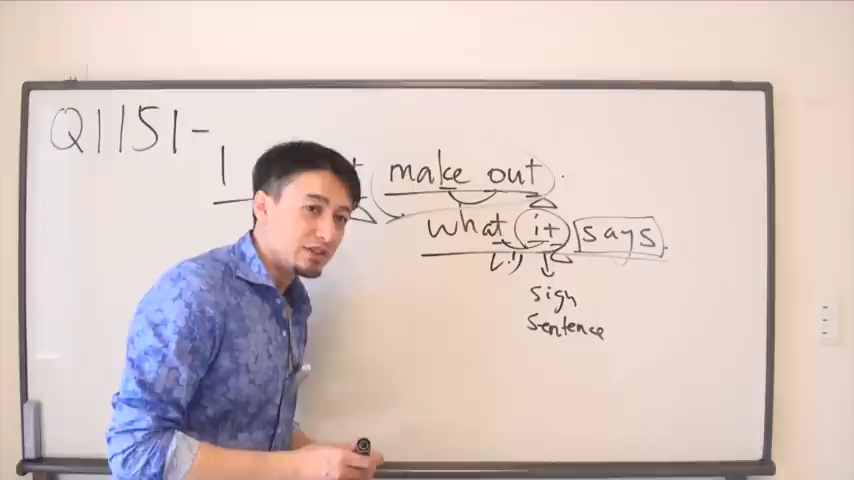 Q1151-
I make out.
what it says.
(.!)
sign
sentence